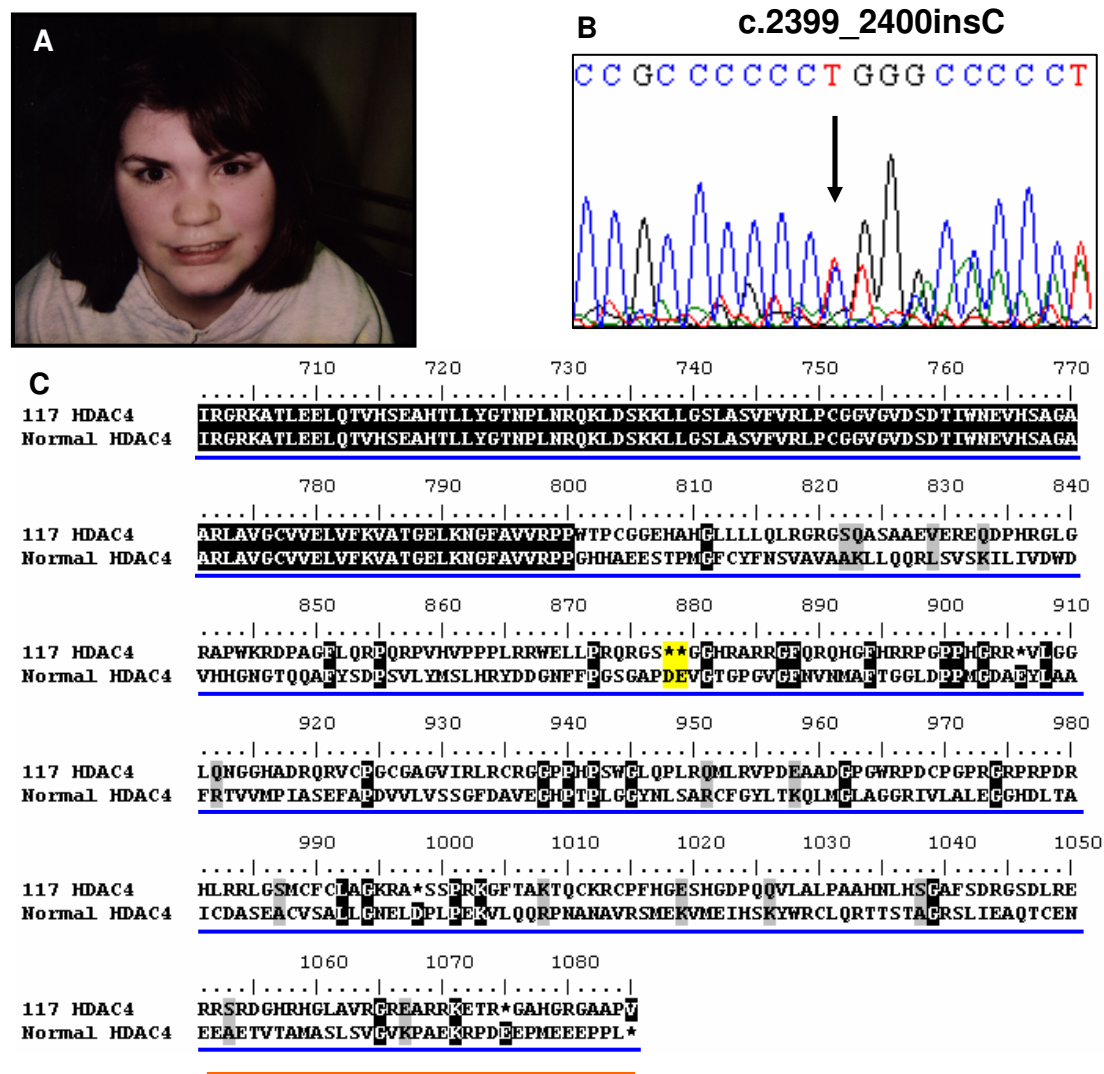 A
B
c.2399_2400insC
C C G C C C C C C T G G G C C C C C T
C
710 720 730 740 750 760 770
117 HDAC4 IRGRKATLEELQTVHSEAHTLLYGTNPLNRQKLDSKKLLGSLASVFVRLPCGGVGVDSDTIWNEVHSAGA
Normal HDAC4 IRGRKATLEELQTVHSEAHTLLYGTNPLNRQKLDSKKLLGSLASVFVRLPCGGVGVDSDTIWNEVHSAGA
780 790 800 810 820 830 840
117 HDAC4 ARLAVGCVVELVFKVATGELKNGFAVVRPPWTPCGGEHAHGLLLLQLRGRGSQASAAEVEREQDPHRGLG
Normal HDAC4 ARLAVGCVVELVFKVATGELKNGFAVVRPPGHHAEESTPMGFCYFNSVAVAAKLLQQRLSVSKILIVDWD
850 860 870 880 890 900 910
117 HDAC4 RAPWKRDPAGFLQRPQRPVHVPPPLRRWELLPRQRGS**GGHRARRGFQRQHGFHRRPGPPHGRR*VLGG
Normal HDAC4 VHHGNGTQQAFYSDPSVLYMSLHRYDDGNFFPGSGAPDEVGTGPGVGFNVNMAFTGGLDPPMGDAEYLAA
920 930 940 950 960 970 980
117 HDAC4 LQNGGHADRQRVCPGCGAGVIRLRCRGGPPHPSWGLQPLRQMLRVPDEAADGPGWRPDCPGPRGRPRPDR
Normal HDAC4 FRTVVMPIASEFAPDVVLVSSGFDAVEGHPTPLGGYNLSARCFGYLTKQLMGLAGGRIVLALEGGHDLTA
990 1000 1010 1020 1030 1040 1050
117 HDAC4 HLRRLGSMCFCLAGKRA*SSPRKGFTAKTQCKRCPFHGESHGDPQQVLALPAAHNLHSGAFSDRGSDLRE
Normal HDAC4 ICDASEACVSALLGNELDPLPEKVLQQRPNANAVRSMEKVMEIHSKYWRCLQRTTSTAGRSLIEAQTCEN
1060 1070 1080
117 HDAC4 RRSRDGHRHGLAVRGREARRKETR*GAHGRGAAPV
Normal HDAC4 EEAETVTAMASLSVGVKPAEKRPDEEPMEEEPPL*